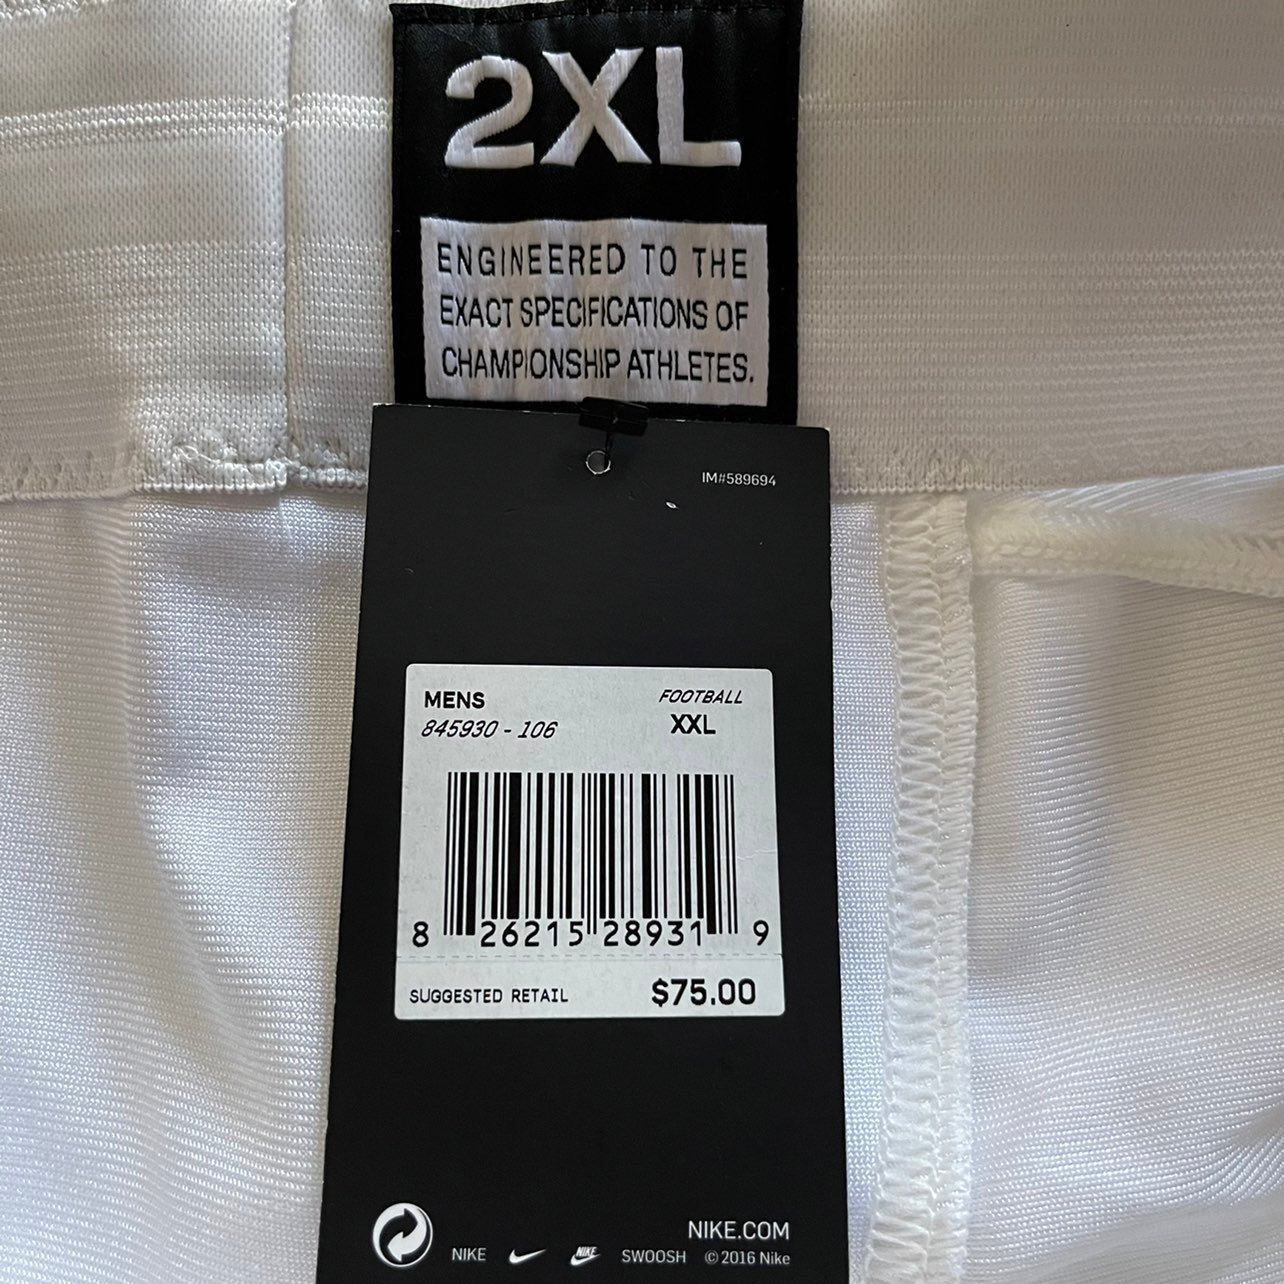 2XL
ENGINEERED TO THE
EXACT SPECIFICATIONS OF
CHAMPIONSHIP ATHLETES.
IM#589694
MENS FOOTBALL
845930 - 106 XXL
8 26215 28931 9
SUGGESTED RETAIL $75.00
NIKE.COM
NIKE NIKE SWOOSH © 2016 Nike